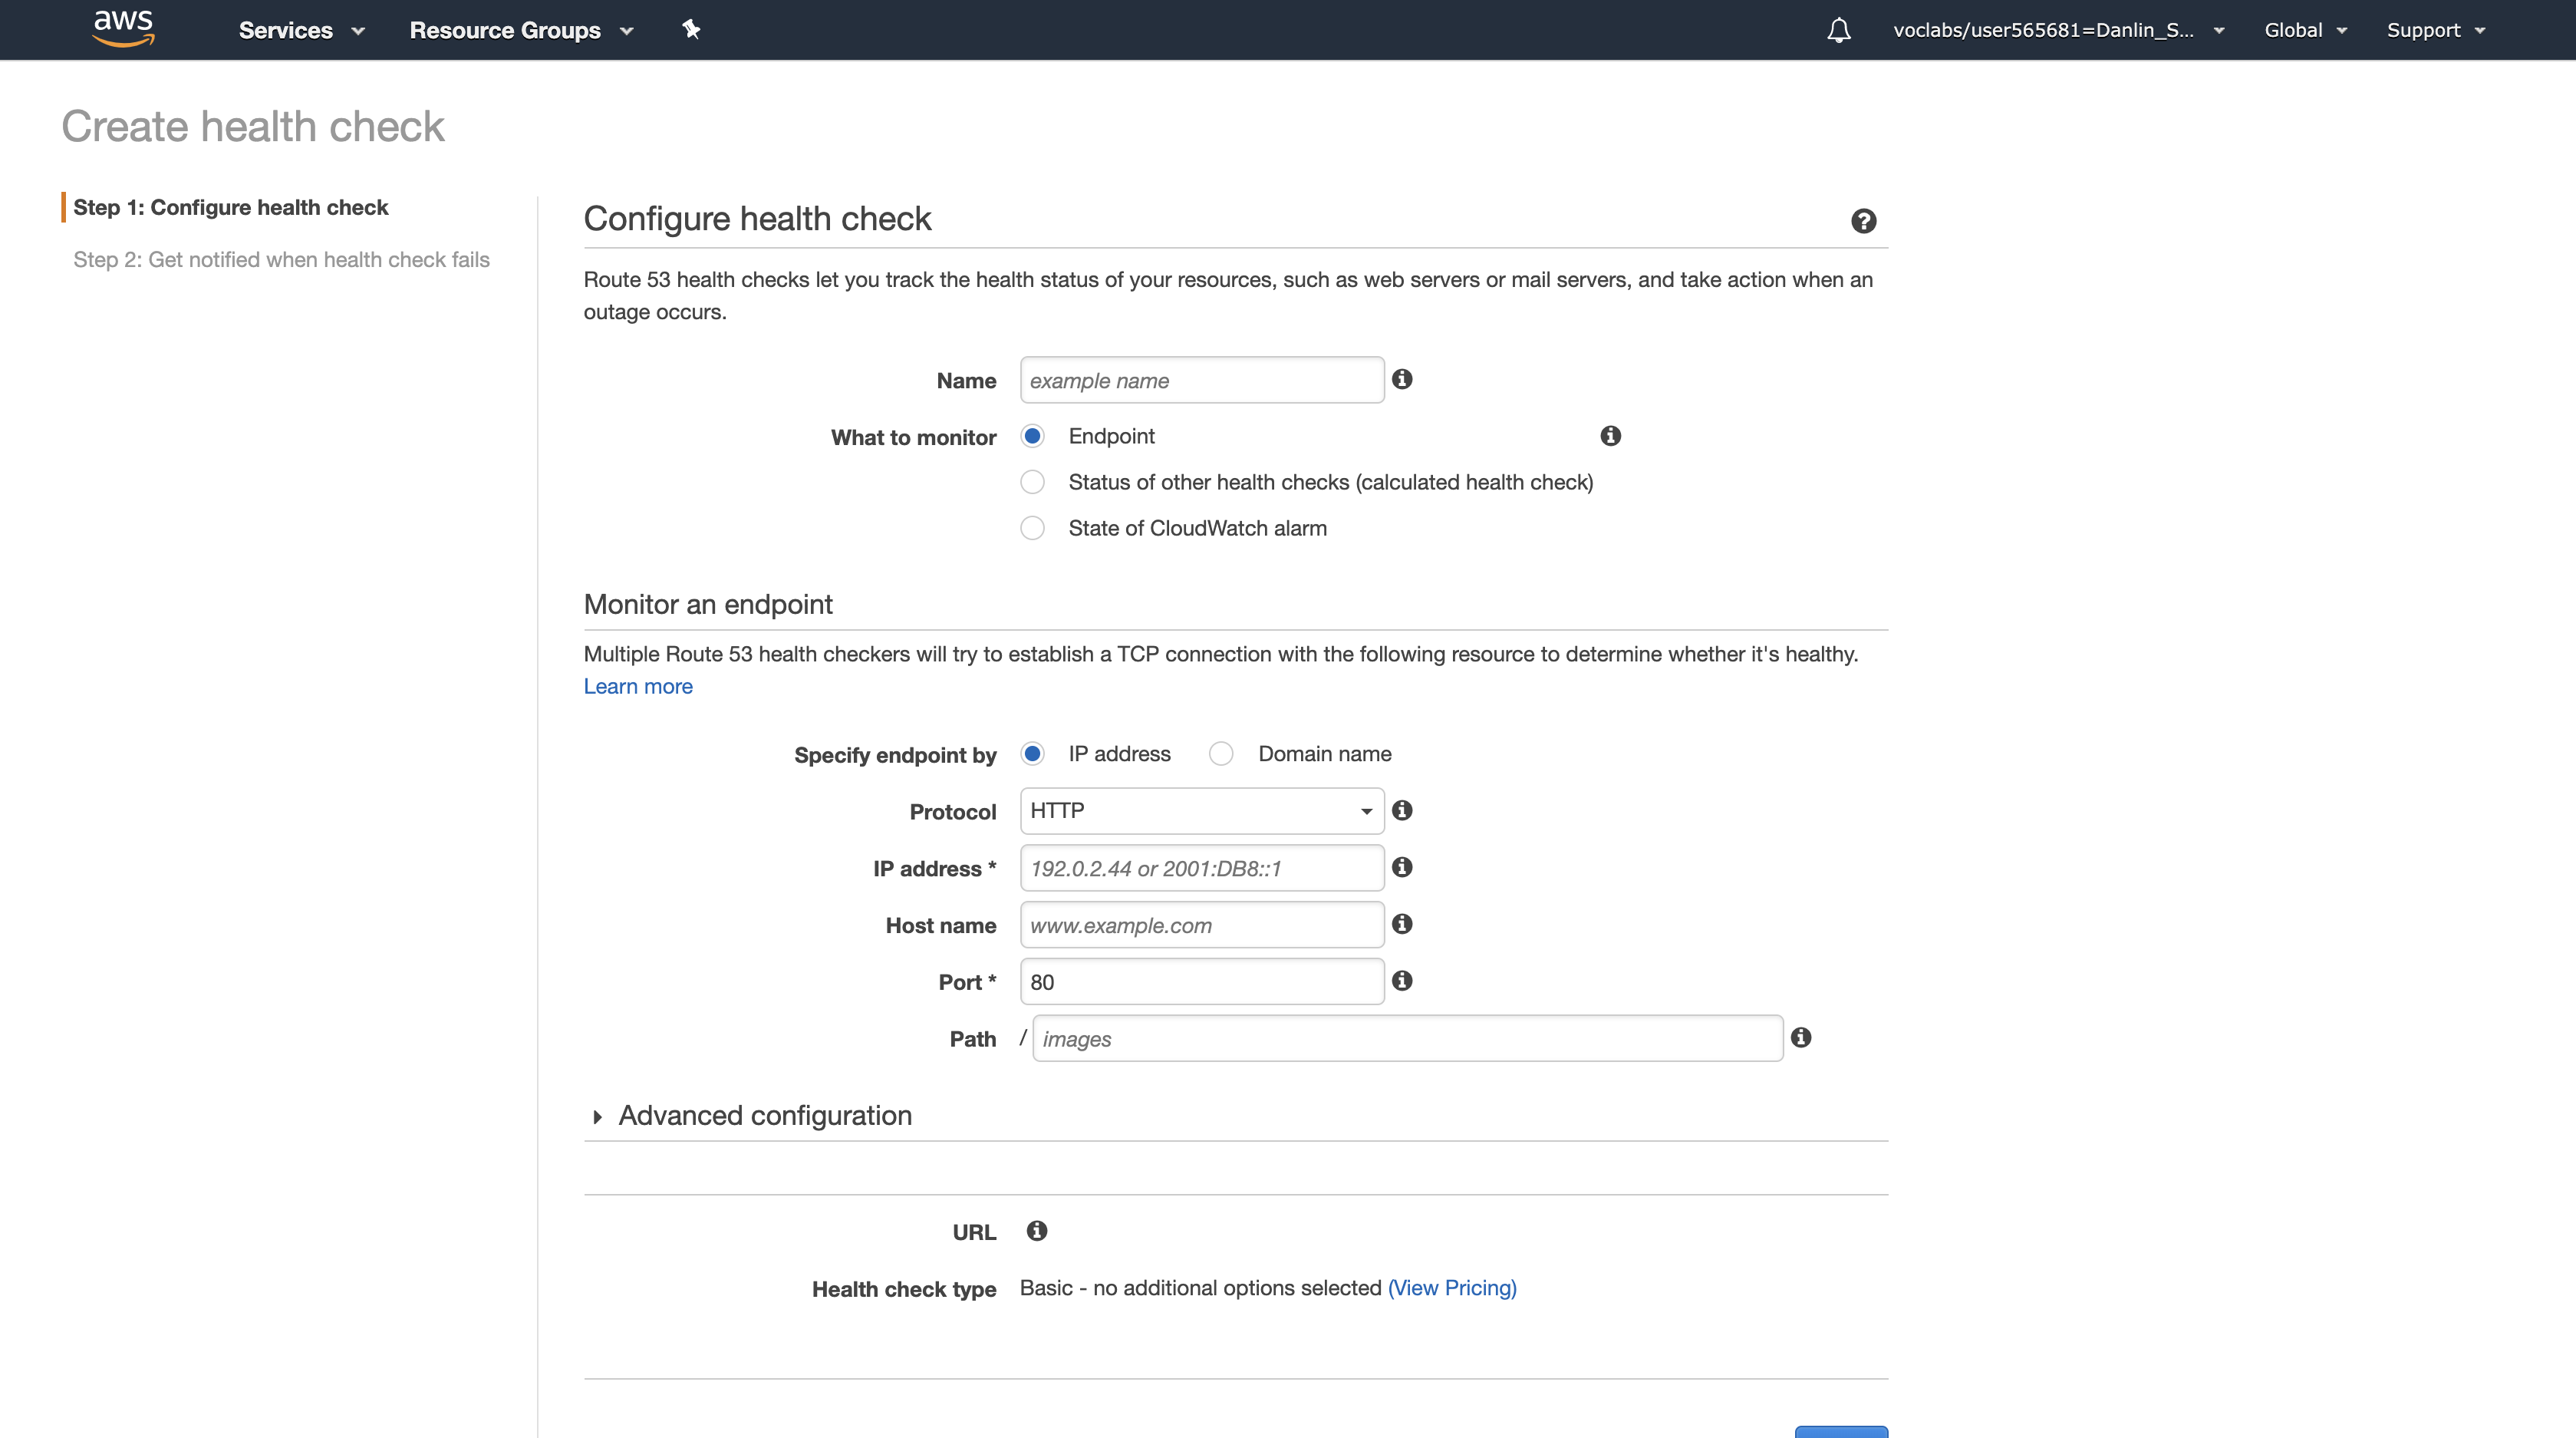 aws Services Resource Groups voclabs/user565681=Danlin_S... Global Support
Create health check
Step 1: Configure health check
Step 2: Get notified when health check fails
Configure health check
Route 53 health checks let you track the health status of your resources, such as web servers or mail servers, and take action when an
outage occurs.
Name example name
What to monitor Endpoint
Status of other health checks (calculated health check)
State of CloudWatch alarm
Monitor an endpoint
Multiple Route 53 health checkers will try to establish a TCP connection with the following resource to determine whether it's healthy.
Learn more
Specify endpoint by IP address Domain name
Protocol HTTP
IP address * 192.0.2.44 or 2001:DB8::1
Host name www.example.com
Port * 80
Path / images
Advanced configuration
URL
Health check type Basic - no additional options selected (View Pricing)